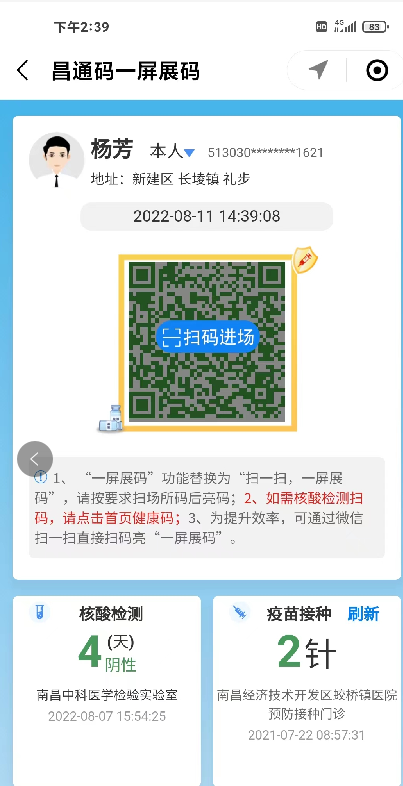 下午2:39
HD 4G 83
昌通码一屏展码
杨芳 本人 513030********1621
地址：新建区 长堎镇 礼步
2022-08-11 14:39:08
扫码进场
1、“一屏展码”功能替换为“扫一扫，一屏展
码”，请按要求扫场所码后亮码；2、如需核酸检测扫
码，请点击首页健康码；3、为提升效率，可通过微信
扫一扫直接扫码亮“一屏展码”。
核酸检测
4(天)
阴性
南昌中科医学检验实验室
2022-08-07 15:54:25
疫苗接种 刷新
2针
南昌经济技术开发区蛟桥镇医院
预防接种门诊
2021-07-22 08:57:31